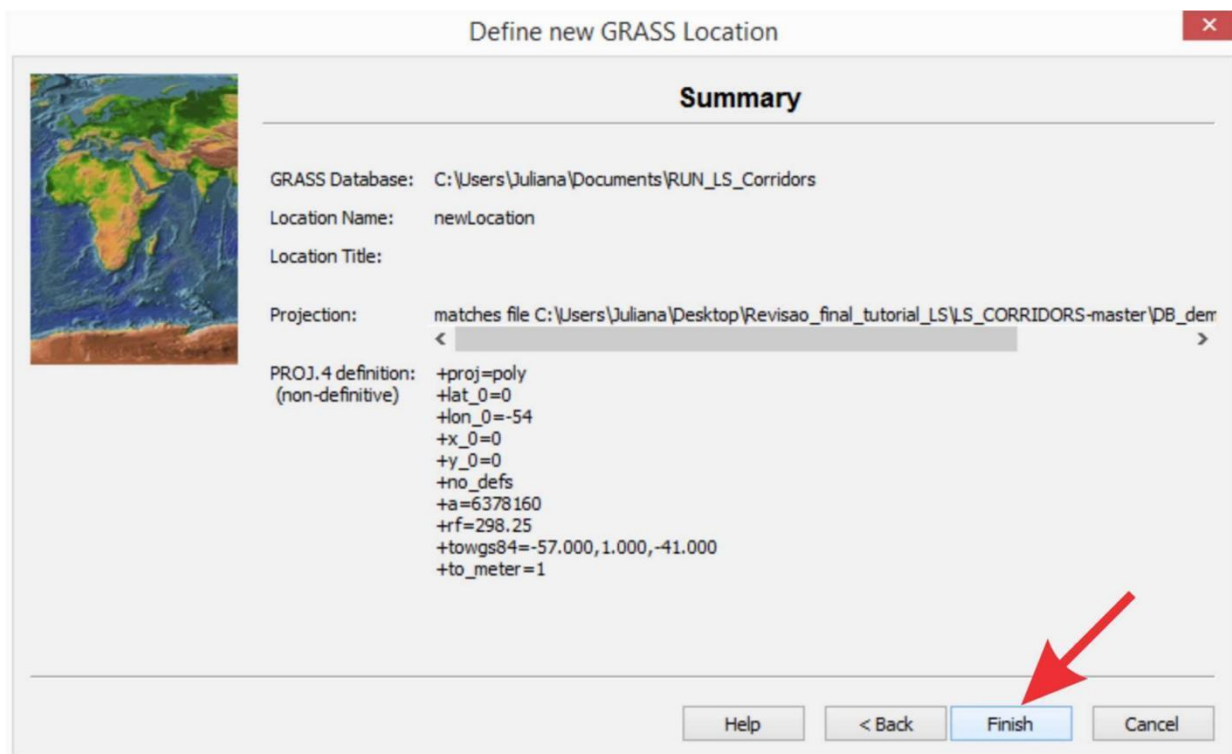 Define new GRASS Location
Summary
GRASS Database: C:\Users\Juliana\Documents\RUN_LS_Corridors
Location Name: newLocation
Location Title:
Projection: matches file C:\Users\Juliana\Desktop\Revisao_final_tutorial_LS\LS_CORRIDORS-master\DB_dem
PROJ.4 definition: +proj=poly
(non-definitive) +lat_0=0
+lon_0=-54
+x_0=0
+y_0=0
+no_defs
+a=6378160
+rf=298.25
+towgs84=-57.000,1.000,-41.000
+to_meter=1
Help < Back Finish Cancel